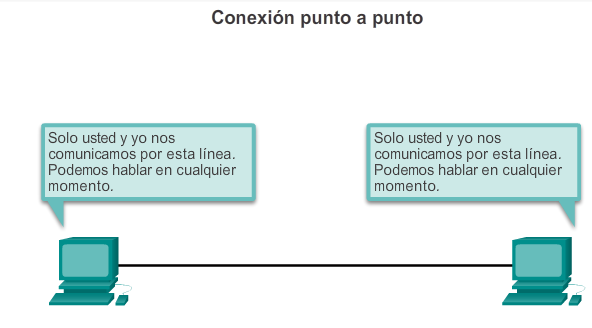 Conexión punto a punto
Solo usted y yo nos
comunicamos por esta línea.
Podemos hablar en cualquier
momento.
Solo usted y yo nos
comunicamos por esta línea.
Podemos hablar en cualquier
momento.